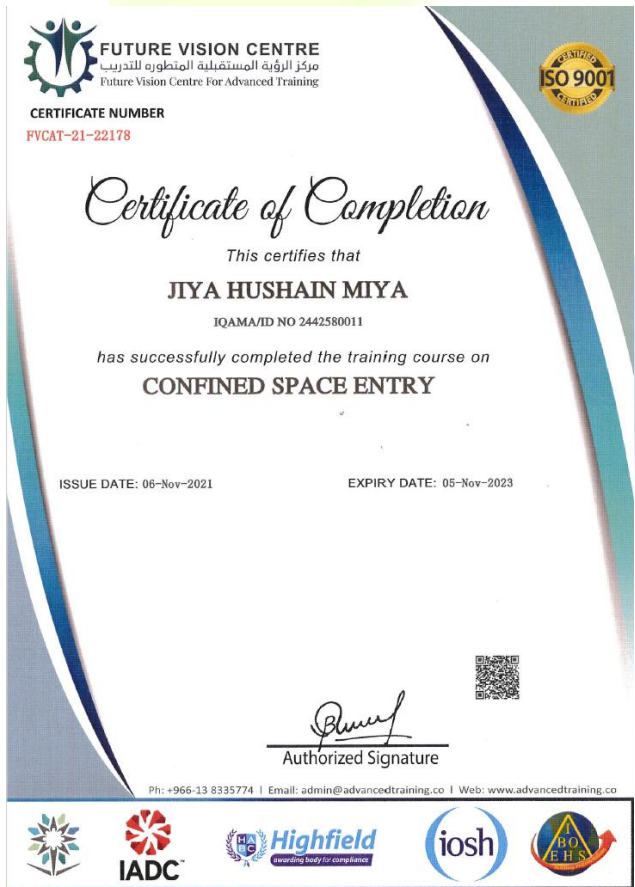 FUTURE VISION CENTRE
مركز الرؤية المستقبلية المتطوره للتدريب
Future Vision Centre For Advanced Training
CERTIFIED
ISO 9001
CERTIFIED
CERTIFICATE NUMBER
FVCAT-21-22178
Certificate of Completion
This certifies that
JIYA HUSHAIN MIYA
IQAMA/ID NO 2442580011
has successfully completed the training course on
CONFINED SPACE ENTRY
ISSUE DATE: 06-Nov-2021
EXPIRY DATE: 05-Nov-2023
Authorized Signature
Ph: +966-13 8335774 | Email: admin@advancedtraining.co | Web: www.advancedtraining.co
IADC
HABC
Highfield
awarding body for compliance
iosh
I
BO
EHS